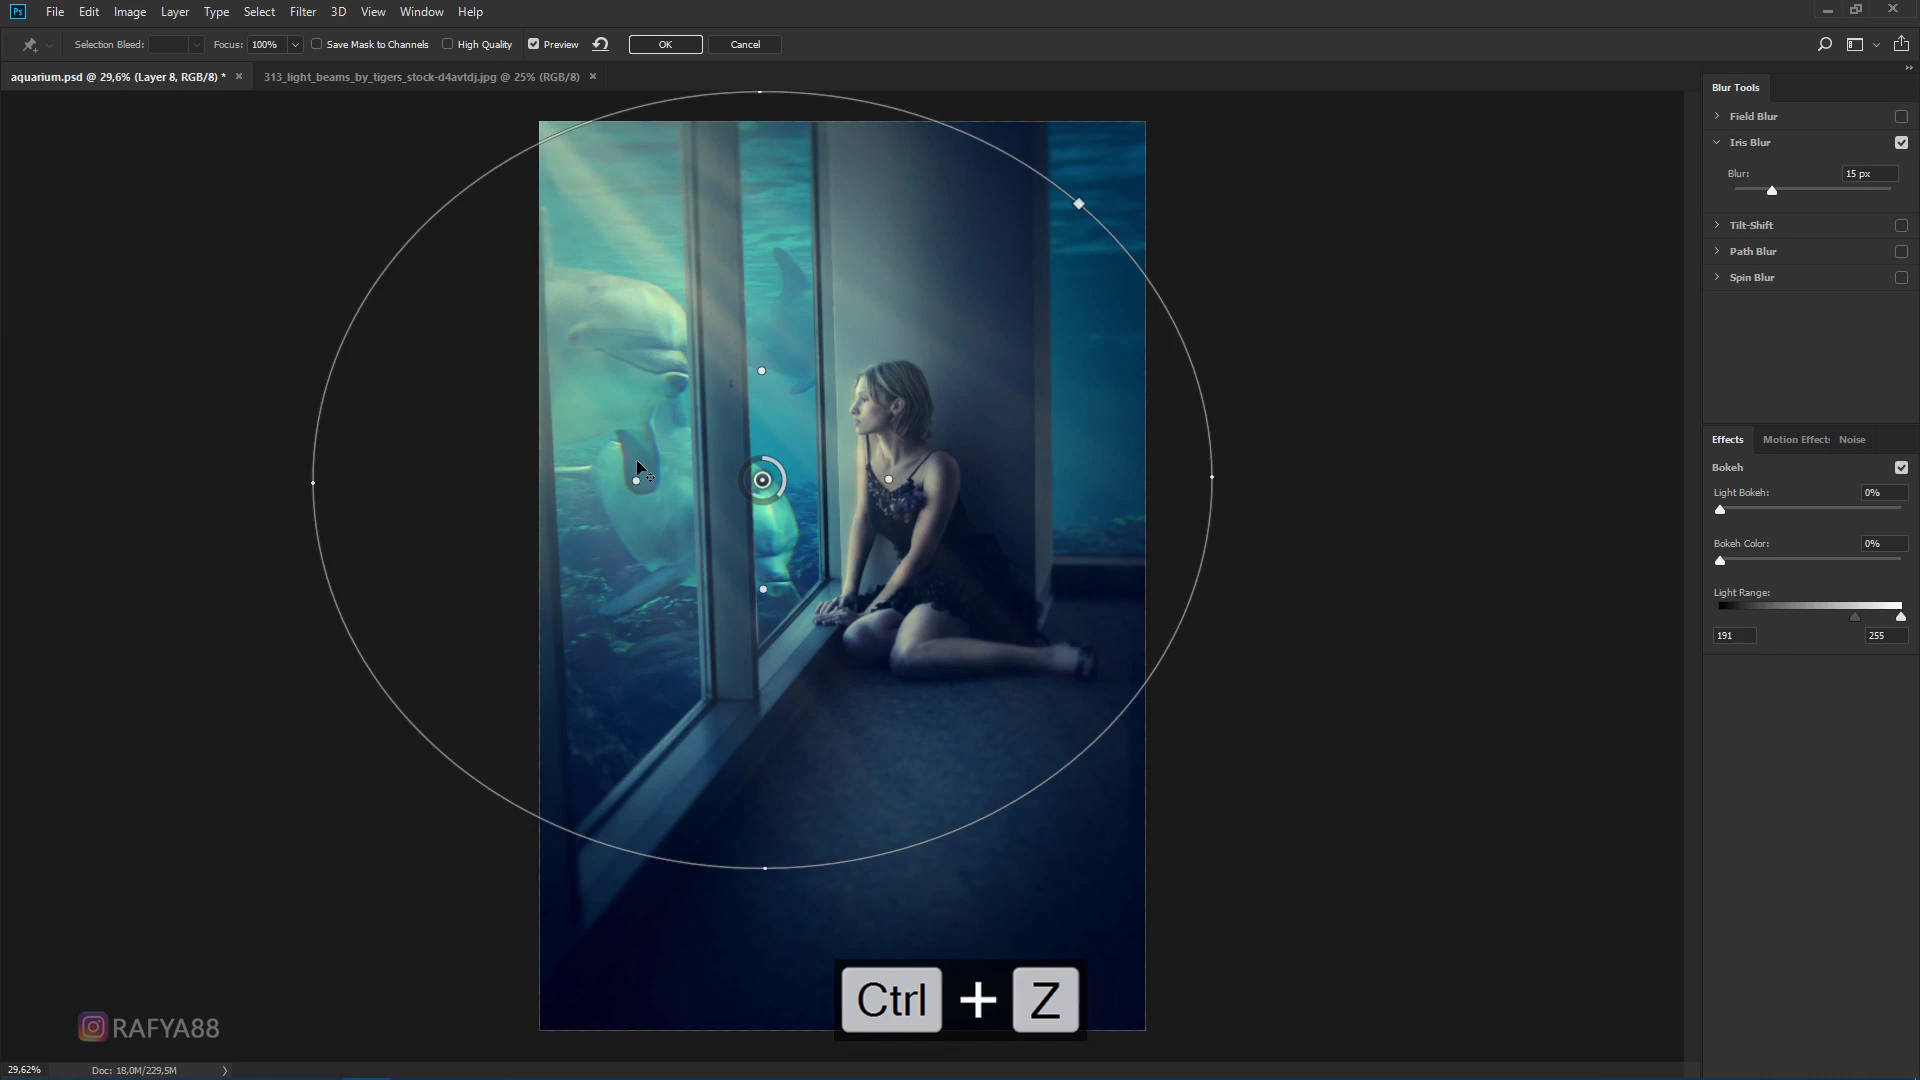 Ps File Edit Image Layer Type Select Filter 3D View Window Help
Selection Bleed: Focus: 100% Save Mask to Channels High Quality Preview OK Cancel
aquarium.psd @ 29,6% (Layer 8, RGB/8) * 313_light_beams_by_tigers_stock-d4avtdj.jpg @ 25% (RGB/8)
Blur Tools
Field Blur
Iris Blur
Blur: 15 px
Tilt-Shift
Path Blur
Spin Blur
Effects Motion Effects Noise
Bokeh
Light Bokeh: 0%
Bokeh Color: 0%
Light Range:
191 255
Ctrl + Z
RAFYA88
29,62% Doc: 18,0M/229,5M